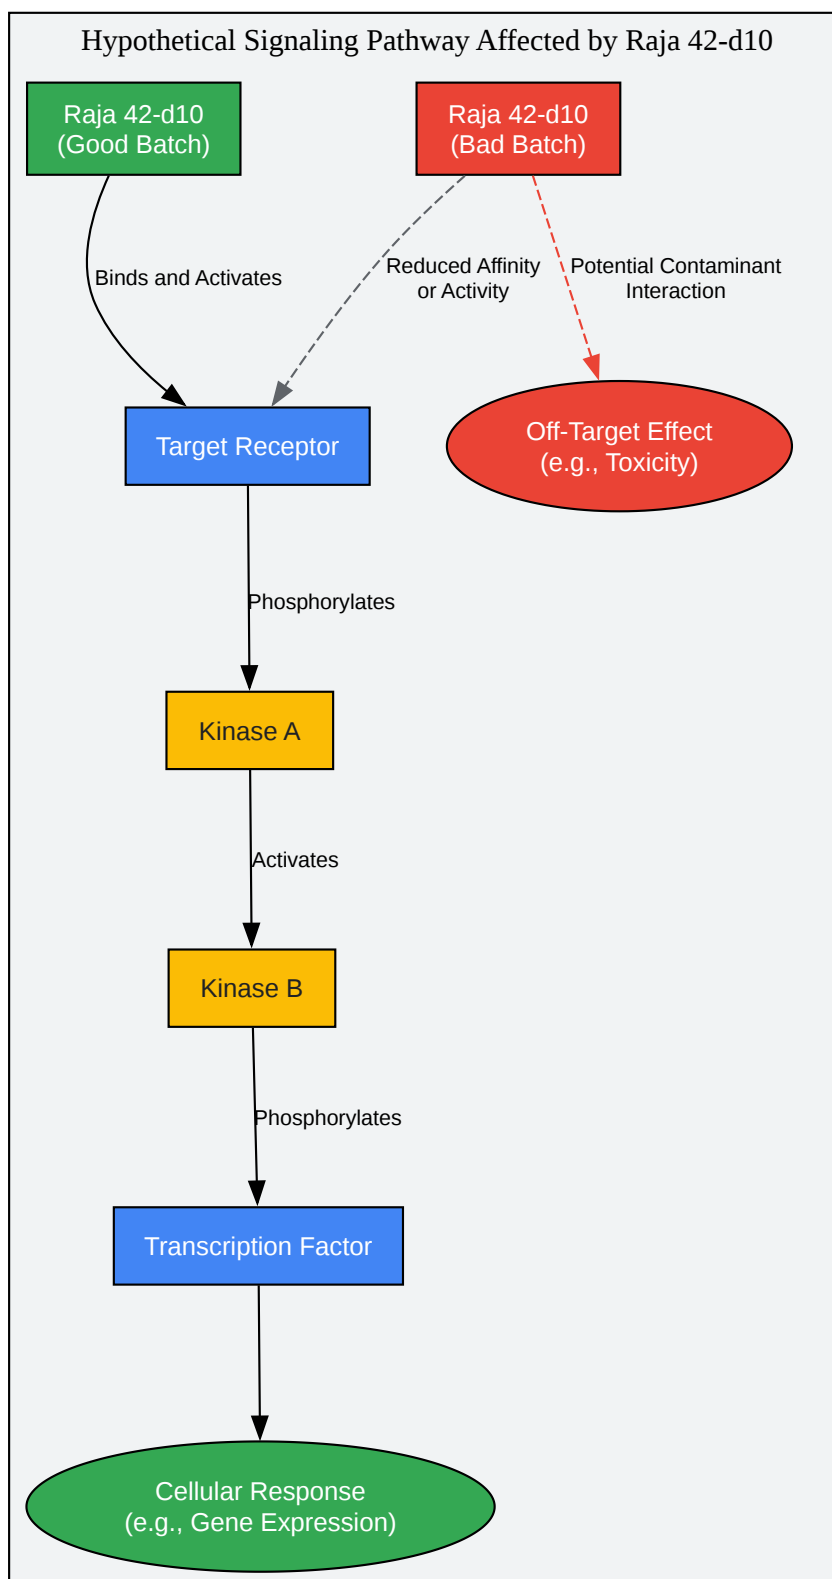 Hypothetical Signaling Pathway Affected by Raja 42-d10
Raja 42-d10
(Good Batch)
Raja 42-d10
(Bad Batch)
Binds and Activates
Reduced Affinity
or Activity
Potential Contaminant
Interaction
Target Receptor
Off-Target Effect
(e.g., Toxicity)
Phosphorylates
Kinase A
Activates
Kinase B
Phosphorylates
Transcription Factor
Cellular Response
(e.g., Gene Expression)